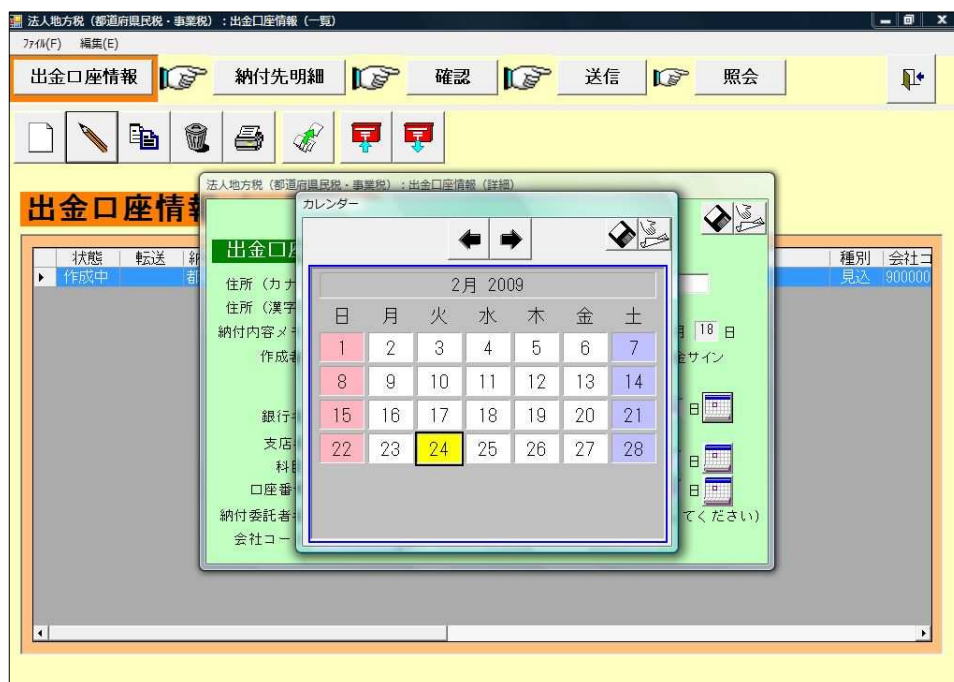 法人地方税（都道府県民税・事業税）：出金口座情報（一覧）
ﾌｧｲﾙ(F) 編集(E)
出金口座情報 納付先明細 確認 送信 照会
法人地方税（都道府県民税・事業税）：出金口座情報（詳細）
出金口座情
カレンダー
出金口
状態 転送 種別 会社コ
作成中 都 見込 900000
住所（カナ
住所（漢字
納付内容メ 18 日
作成 サイン
2月 2009
日 月 火 水 木 金 土
1 2 3 4 5 6 7
8 9 10 11 12 13 14
15 16 17 18 19 20 21
22 23 24 25 26 27 28
銀行 日
支店
科 日
口座番 日
納付委託者 てください）
会社コー